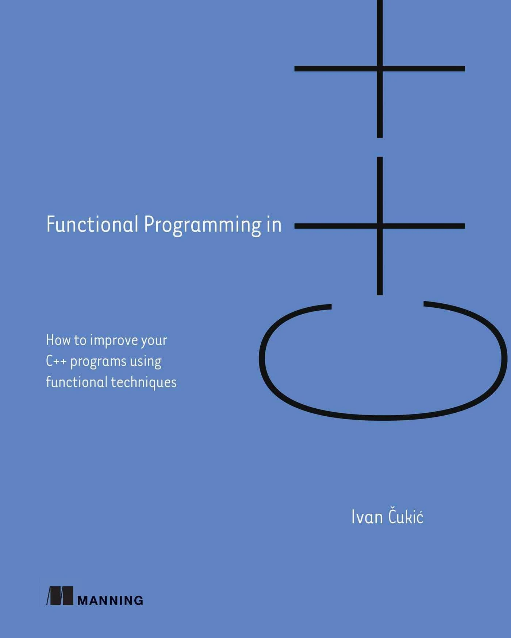 Functional Programming in
C++
How to improve your
C++ programs using
functional techniques
Ivan Čukić
MANNING